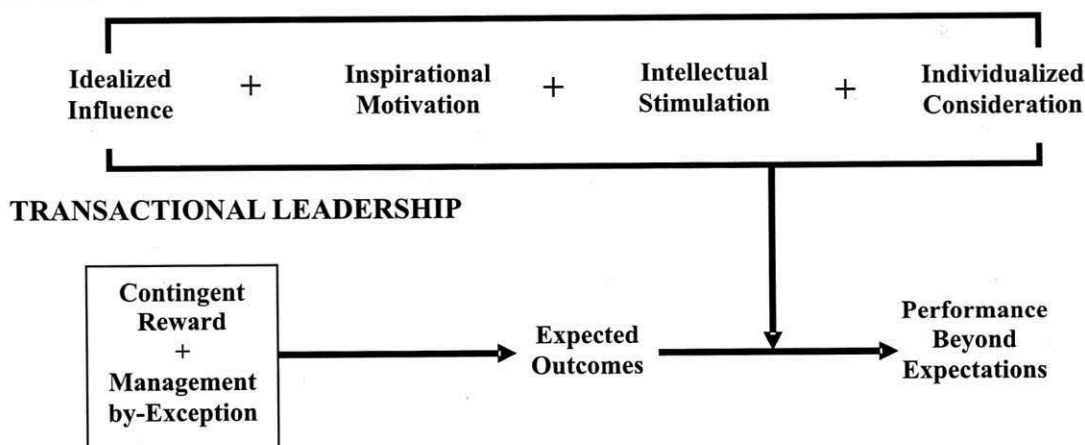 Idealized
Influence
+
Inspirational
Motivation
+
Intellectual
Stimulation
+
Individualized
Consideration
TRANSACTIONAL LEADERSHIP
Contingent
Reward
+
Management
by-Exception
Expected
Outcomes
Performance
Beyond
Expectations